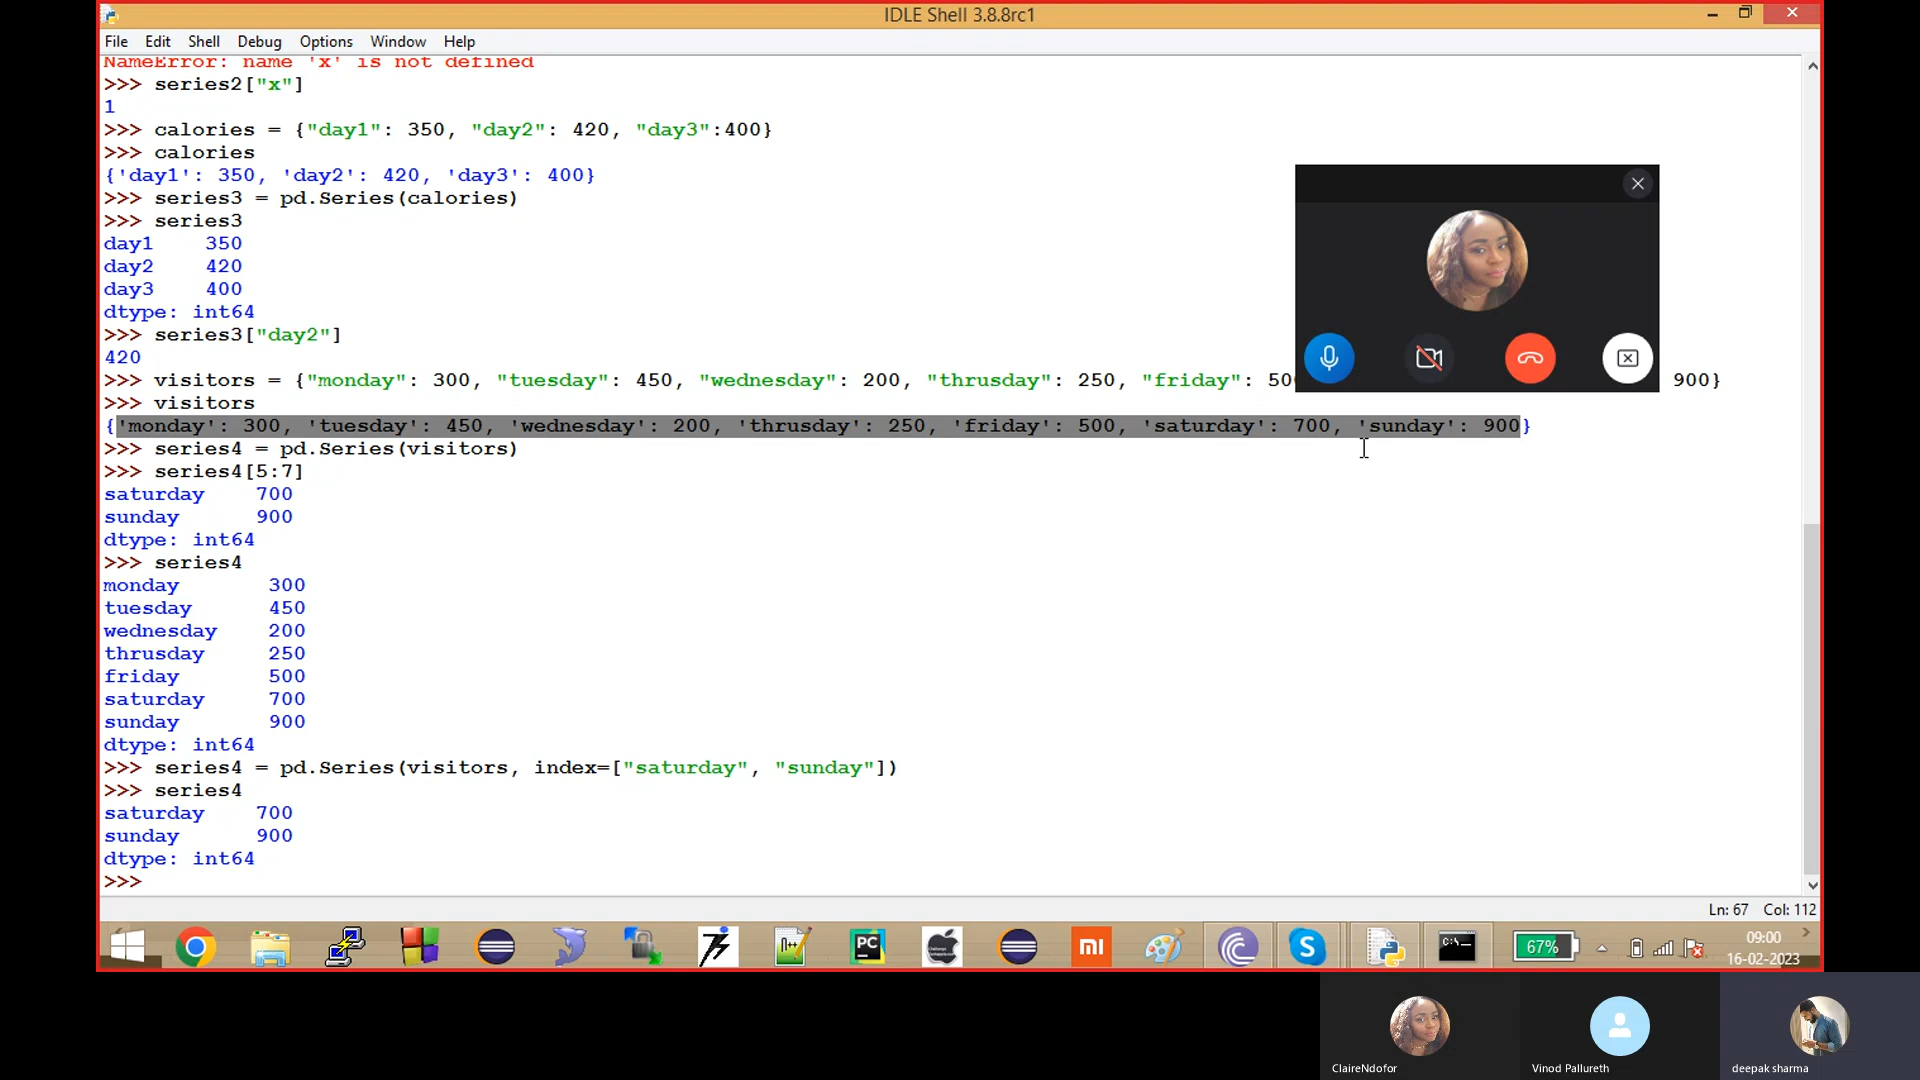 IDLE Shell 3.8.8rc1
File Edit Shell Debug Options Window Help
NameError: name 'x' is not defined
>>> series2["x"]
1
>>> calories = {"day1": 350, "day2": 420, "day3":400}
>>> calories
{'day1': 350, 'day2': 420, 'day3': 400}
>>> series3 = pd.Series(calories)
>>> series3
day1 350
day2 420
day3 400
dtype: int64
>>> series3["day2"]
420
>>> visitors = {"monday": 300, "tuesday": 450, "wednesday": 200, "thrusday": 250, "friday": 50 900}
>>> visitors
{'monday': 300, 'tuesday': 450, 'wednesday': 200, 'thrusday': 250, 'friday': 500, 'saturday': 700, 'sunday': 900}
>>> series4 = pd.Series(visitors)
>>> series4[5:7]
saturday 700
sunday 900
dtype: int64
>>> series4
monday 300
tuesday 450
wednesday 200
thrusday 250
friday 500
saturday 700
sunday 900
dtype: int64
>>> series4 = pd.Series(visitors, index=["saturday", "sunday"])
>>> series4
saturday 700
sunday 900
dtype: int64
>>>
Ln: 67 Col: 112
PC
mi
S
C:\
n++
67%
09:00
16-02-2023
ClaireNdofor
Vinod Pallureth
deepak sharma